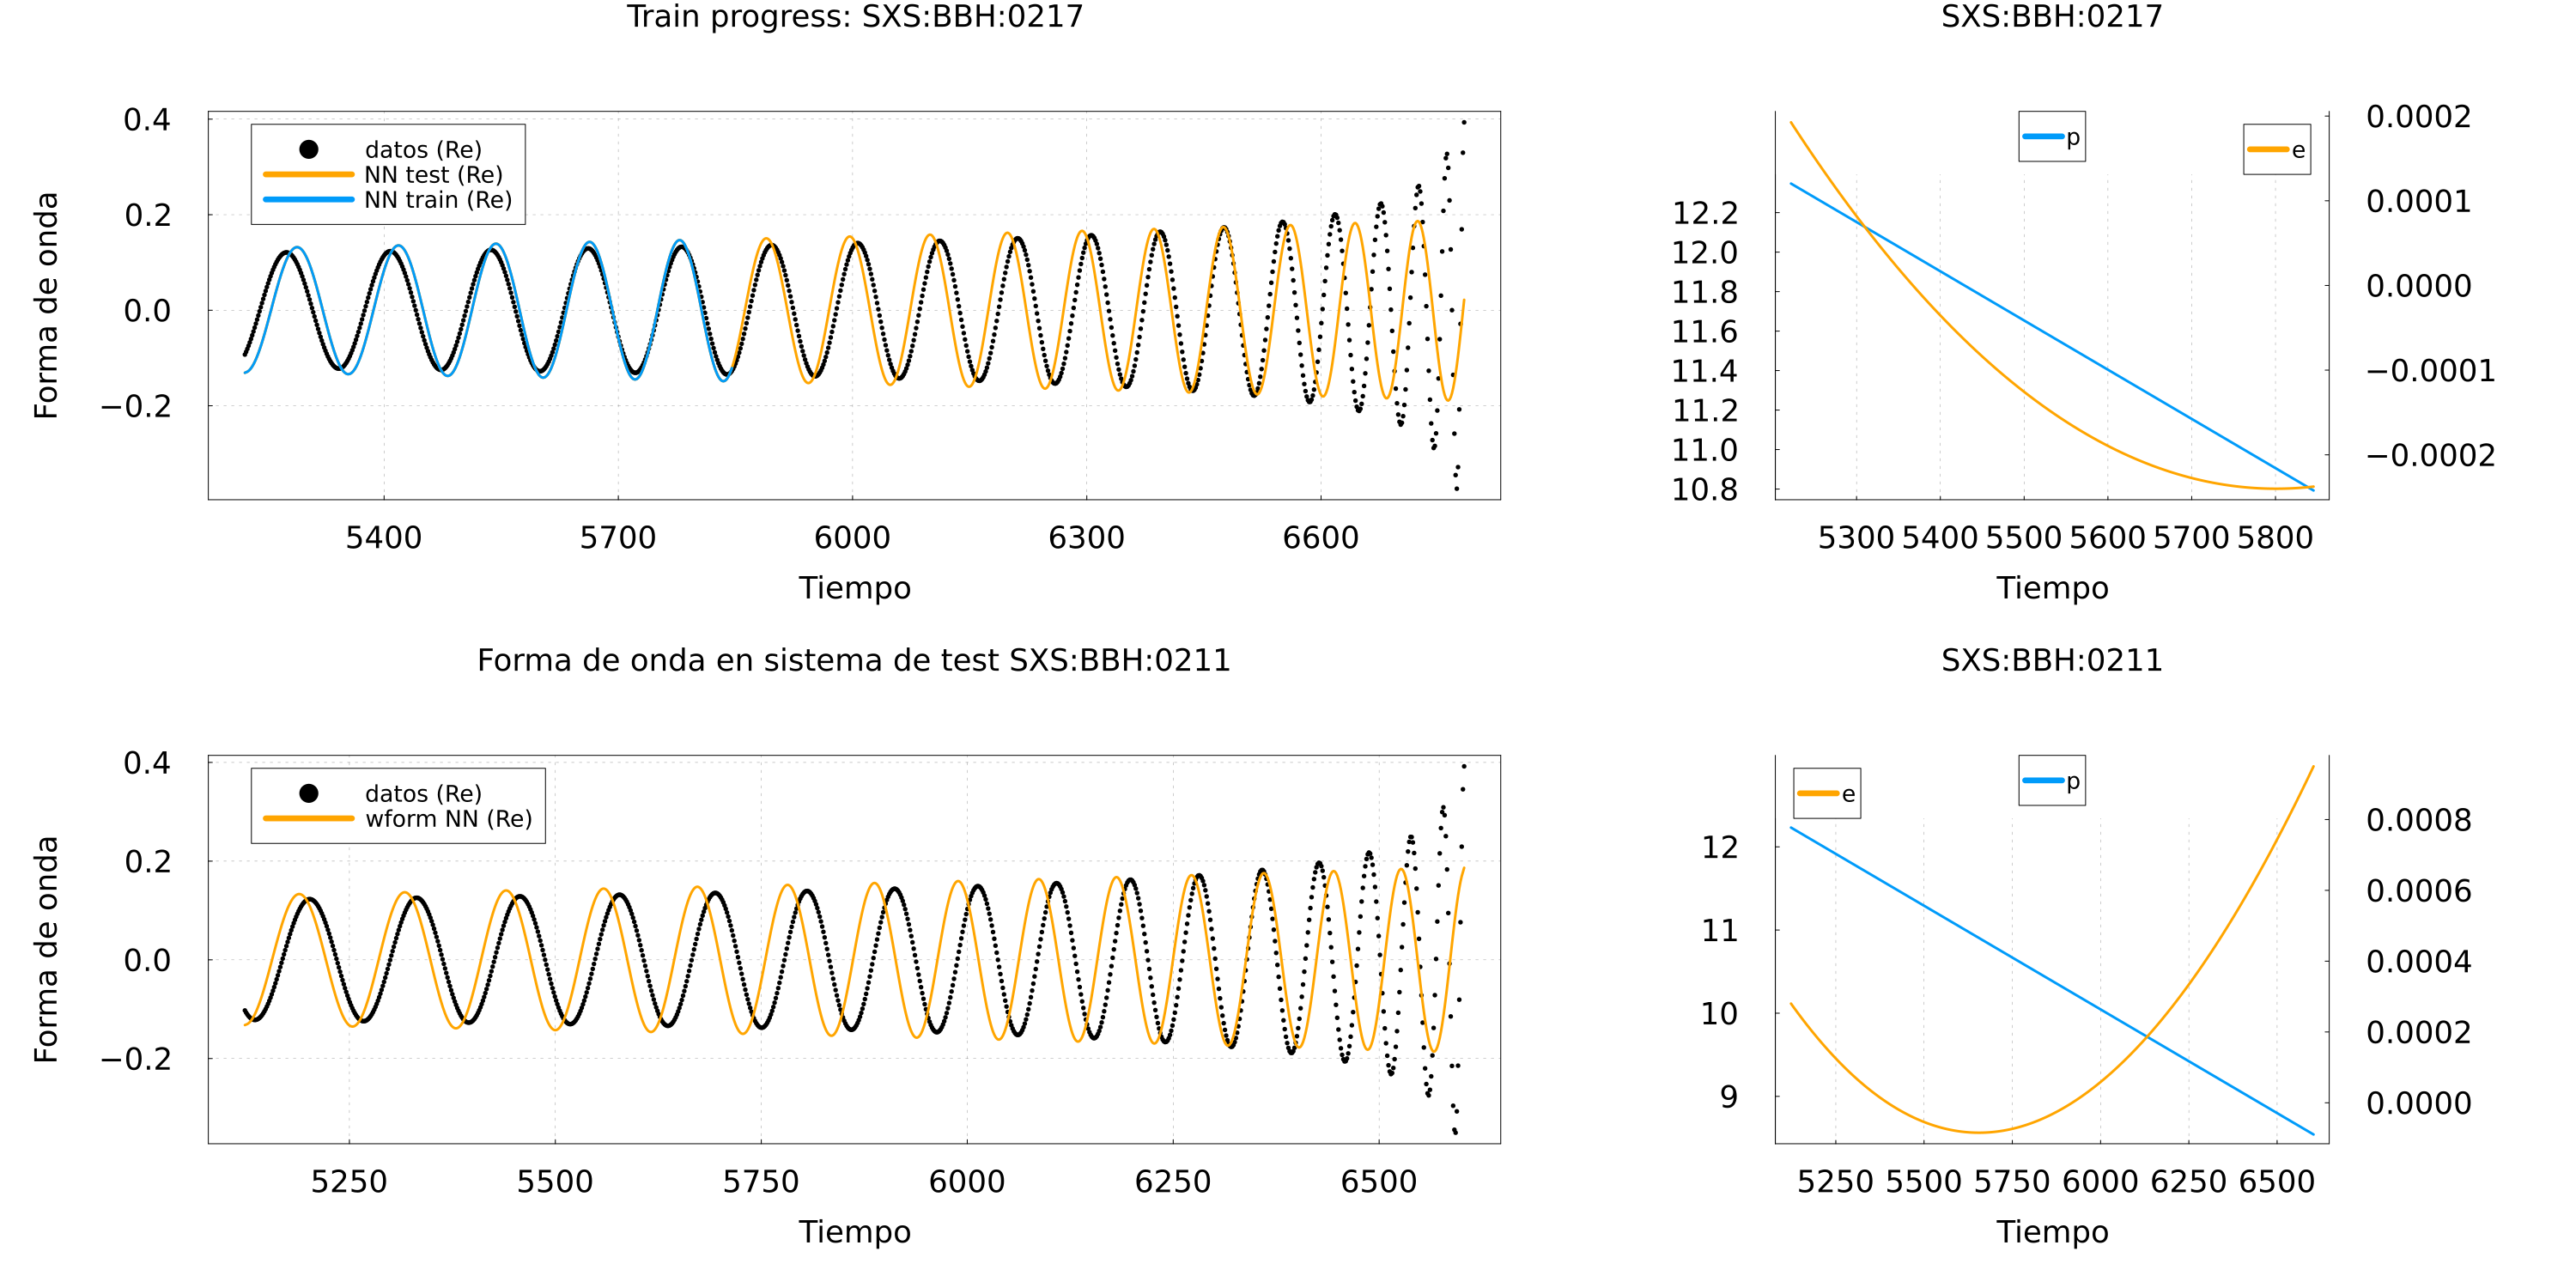 Train progress: SXS:BBH:0217
Forma de onda
0.4
0.2
0.0
−0.2
datos (Re)
NN test (Re)
NN train (Re)
5400 5700 6000 6300 6600
Tiempo
SXS:BBH:0217
12.2
12.0
11.8
11.6
11.4
11.2
11.0
10.8
p
e
0.0002
0.0001
0.0000
−0.0001
−0.0002
5300 5400 5500 5600 5700 5800
Tiempo
Forma de onda en sistema de test SXS:BBH:0211
Forma de onda
0.4
0.2
0.0
−0.2
datos (Re)
wform NN (Re)
5250 5500 5750 6000 6250 6500
Tiempo
SXS:BBH:0211
12
11
10
9
e
p
0.0008
0.0006
0.0004
0.0002
0.0000
5250 5500 5750 6000 6250 6500
Tiempo